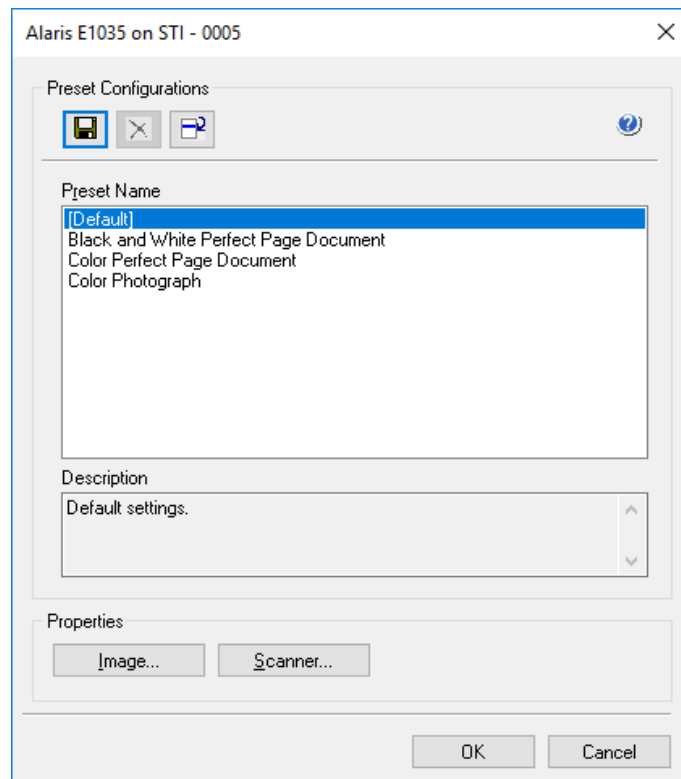 Alaris E1035 on STI - 0005
Preset Configurations
Preset Name
[Default]
Black and White Perfect Page Document
Color Perfect Page Document
Color Photograph
Description
Default settings.
Properties
Image... Scanner...
OK Cancel